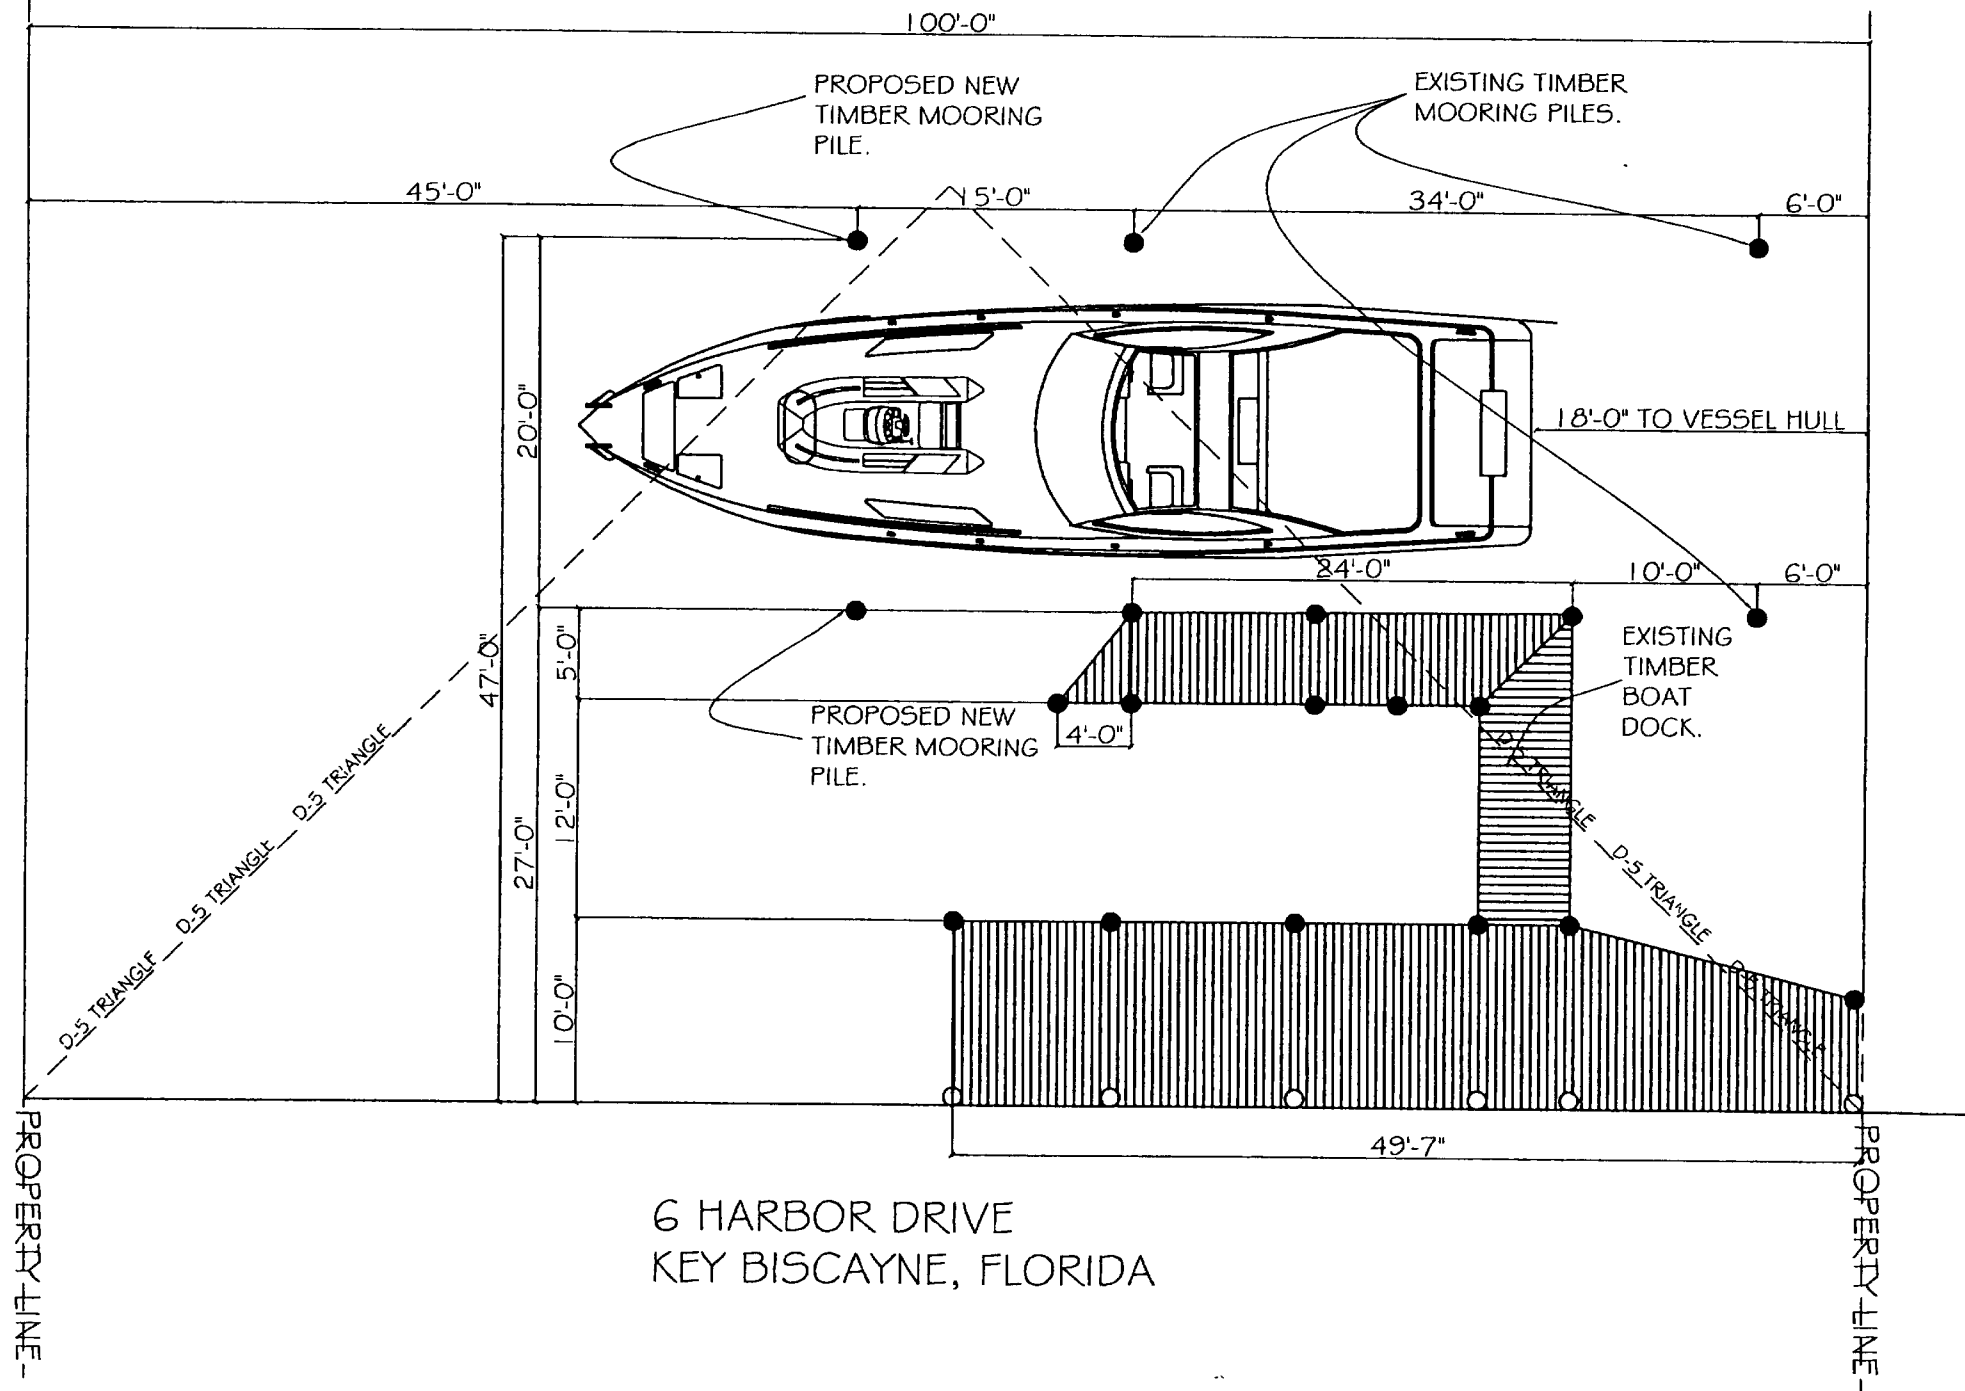 100'-0"
PROPOSED NEW
TIMBER MOORING
PILE.
EXISTING TIMBER
MOORING PILES.
45'-0"
15'-0"
34'-0"
6'-0"
20'-0"
18'-0" TO VESSEL HULL
24'-0"
10'-0"
6'-0"
47'-0"
5'-0"
EXISTING
TIMBER
BOAT
DOCK.
PROPOSED NEW
TIMBER MOORING
PILE.
4'-0"
12'-0"
27'-0"
10'-0"
D-5 TRIANGLE
D-5 TRIANGLE
D-5 TRIANGLE
D-5 TRIANGLE
D-5 TRIANGLE
D-5 TRIANGLE
49'-7"
PROPERTY LINE
PROPERTY LINE
6 HARBOR DRIVE
KEY BISCAYNE, FLORIDA